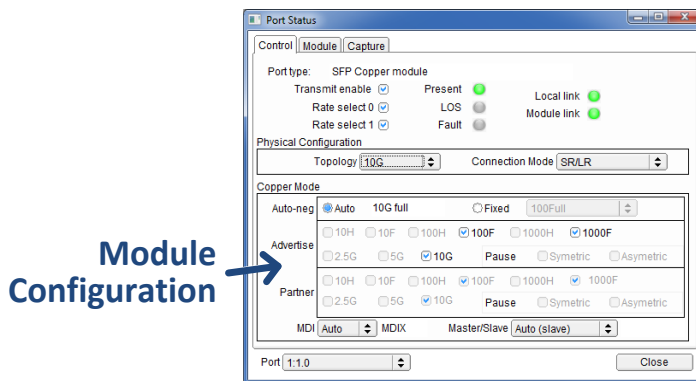 Port Status
Control Module Capture
Port type: SFP Copper module
Transmit enable Present Local link
Rate select 0 LOS Module link
Rate select 1 Fault
Physical Configuration
Topology 10G Connection Mode SR/LR
Copper Mode
Auto-neg Auto 10G full Fixed 100Full
Advertise
10H 10F 100H 100F 1000H 1000F
2.5G 5G 10G Pause Symetric Asymetric
Partner
10H 10F 100H 100F 1000H 1000F
2.5G 5G 10G Pause Symetric Asymetric
MDI Auto MDIX Master/Slave Auto (slave)
Port 1:1.0 Close
Module
Configuration